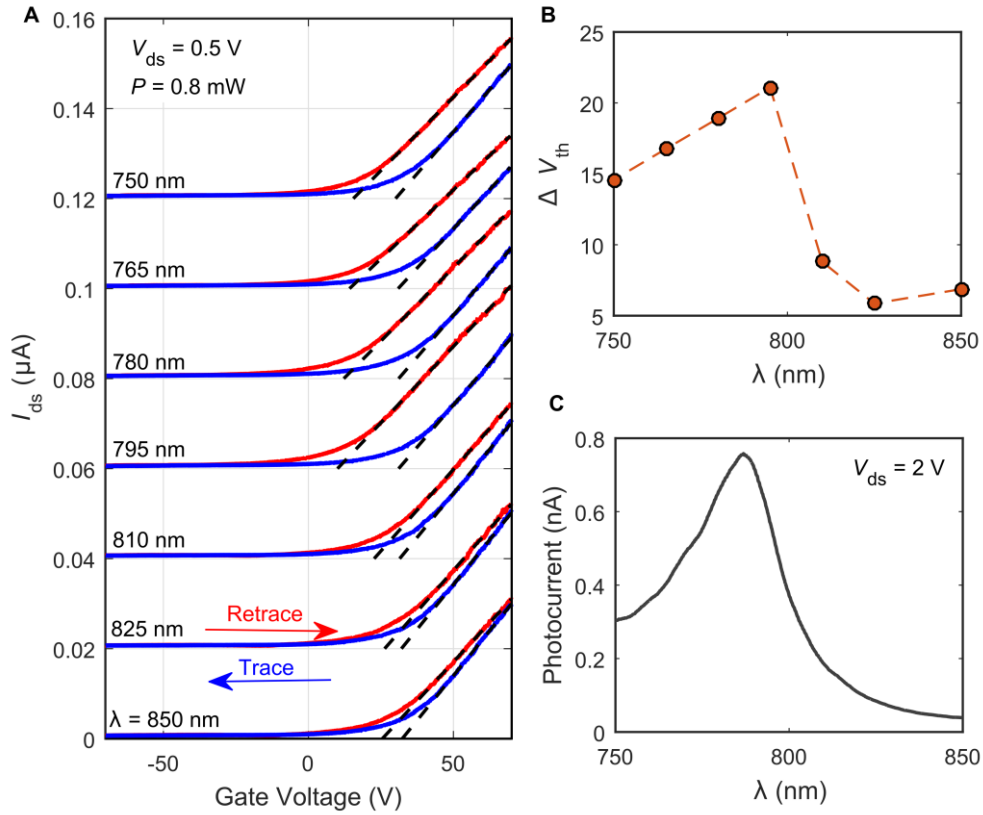 A
0.16
V_ds = 0.5 V
P = 0.8 mW
0.14
750 nm
0.12
765 nm
0.1
780 nm
0.08
795 nm
0.06
810 nm
0.04
825 nm
Retrace
0.02
Trace
λ = 850 nm
0
-50 0 50
Gate Voltage (V)
I_ds (µA)
B
25
20
15
10
5
750 800 850
λ (nm)
Δ V_th
C
0.8
V_ds = 2 V
0.6
0.4
0.2
0
750 800 850
λ (nm)
Photocurrent (nA)